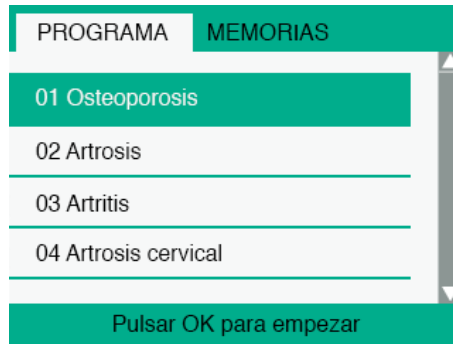 PROGRAMA MEMORIAS
01 Osteoporosis
02 Artrosis
03 Artritis
04 Artrosis cervical
Pulsar OK para empezar